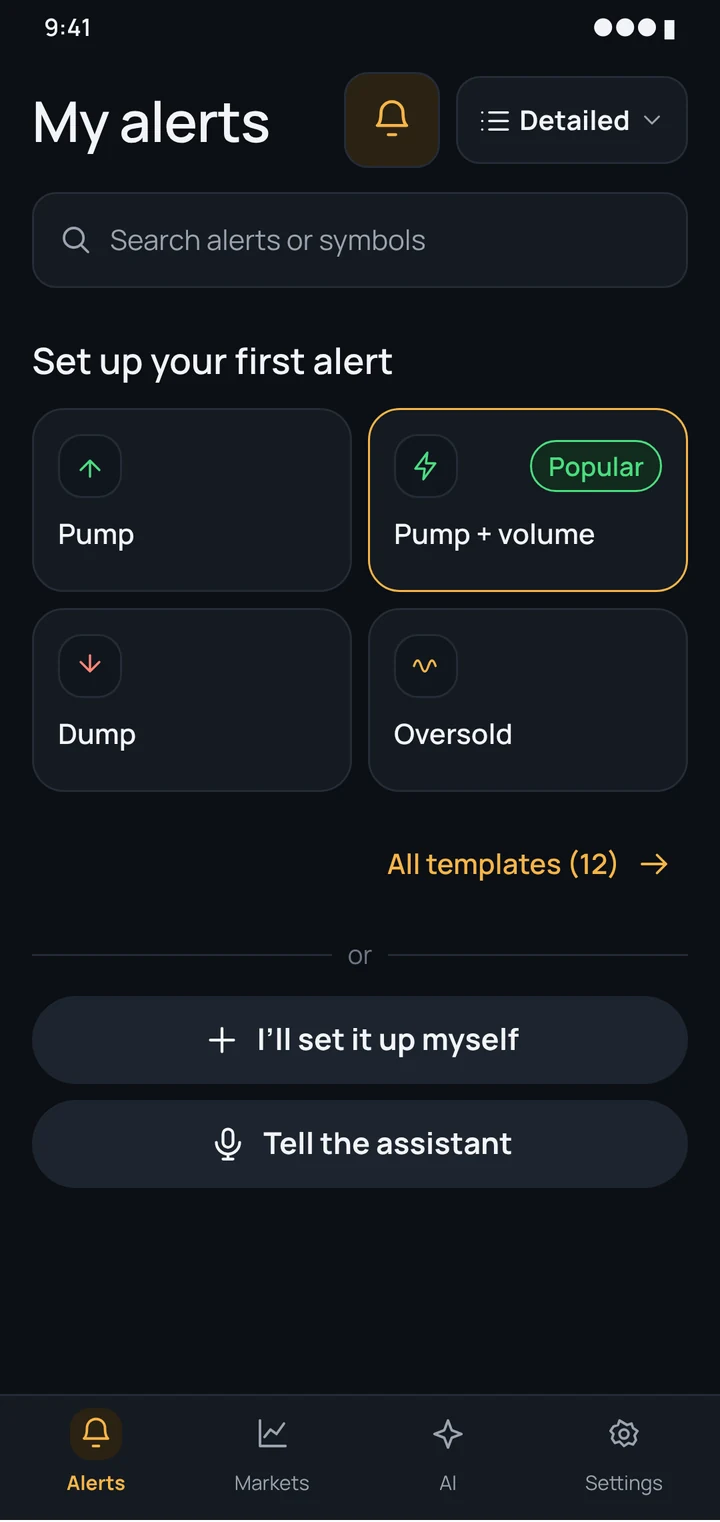 9:41
My alerts
Detailed
Search alerts or symbols
Set up your first alert
Pump
Popular
Pump + volume
Dump
Oversold
All templates (12) →
or
+ I’ll set it up myself
Tell the assistant
Alerts
Markets
AI
Settings